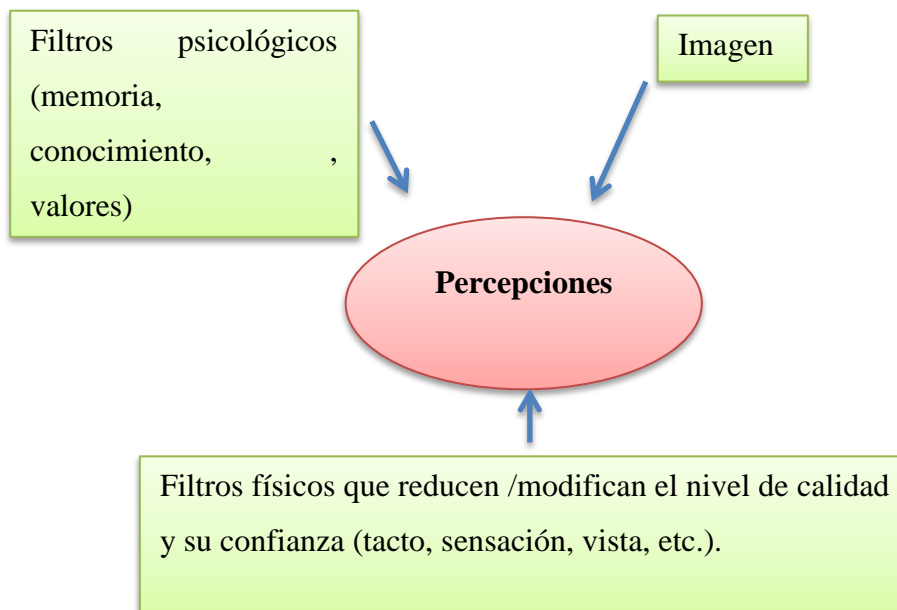 Filtros psicológicos
(memoria,
conocimiento, ,
valores)
Imagen
Percepciones
Filtros físicos que reducen /modifican el nivel de calidad
y su confianza (tacto, sensación, vista, etc.).